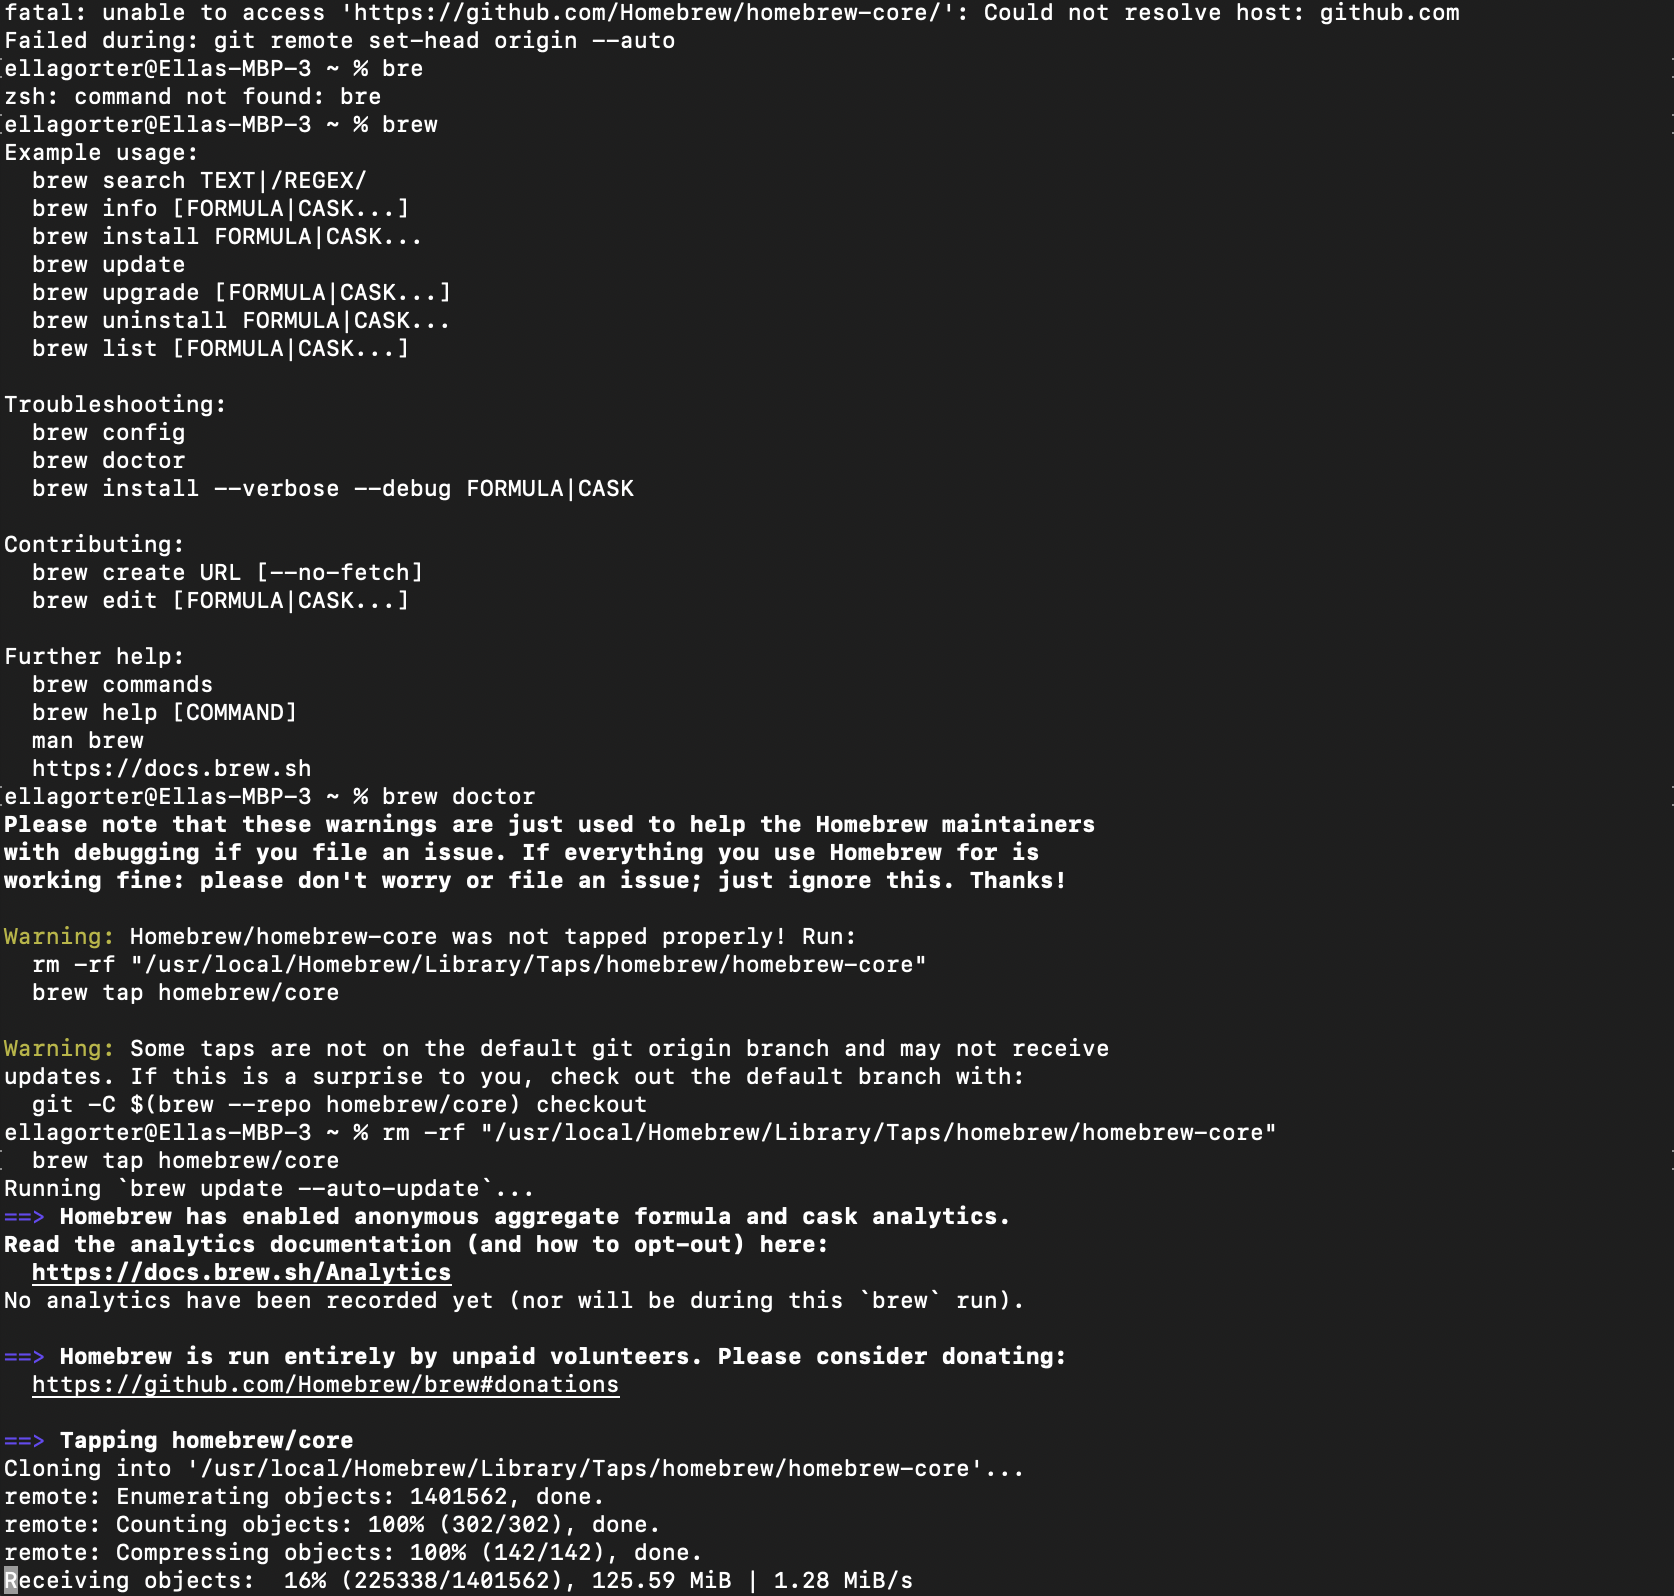 fatal: unable to access 'https://github.com/Homebrew/homebrew-core/': Could not resolve host: github.com
Failed during: git remote set-head origin --auto
ellagorter@Ellas-MBP-3 ~ % bre
zsh: command not found: bre
ellagorter@Ellas-MBP-3 ~ % brew
Example usage:
  brew search TEXT|/REGEX/
  brew info [FORMULA|CASK...]
  brew install FORMULA|CASK...
  brew update
  brew upgrade [FORMULA|CASK...]
  brew uninstall FORMULA|CASK...
  brew list [FORMULA|CASK...]

Troubleshooting:
  brew config
  brew doctor
  brew install --verbose --debug FORMULA|CASK

Contributing:
  brew create URL [--no-fetch]
  brew edit [FORMULA|CASK...]

Further help:
  brew commands
  brew help [COMMAND]
  man brew
  https://docs.brew.sh
ellagorter@Ellas-MBP-3 ~ % brew doctor
Please note that these warnings are just used to help the Homebrew maintainers
with debugging if you file an issue. If everything you use Homebrew for is
working fine: please don't worry or file an issue; just ignore this. Thanks!

Warning: Homebrew/homebrew-core was not tapped properly! Run:
  rm -rf "/usr/local/Homebrew/Library/Taps/homebrew/homebrew-core"
  brew tap homebrew/core

Warning: Some taps are not on the default git origin branch and may not receive
updates. If this is a surprise to you, check out the default branch with:
  git -C $(brew --repo homebrew/core) checkout
ellagorter@Ellas-MBP-3 ~ % rm -rf "/usr/local/Homebrew/Library/Taps/homebrew/homebrew-core"
  brew tap homebrew/core
Running `brew update --auto-update`...
==> Homebrew has enabled anonymous aggregate formula and cask analytics.
Read the analytics documentation (and how to opt-out) here:
  https://docs.brew.sh/Analytics
No analytics have been recorded yet (nor will be during this `brew` run).

==> Homebrew is run entirely by unpaid volunteers. Please consider donating:
  https://github.com/Homebrew/brew#donations

==> Tapping homebrew/core
Cloning into '/usr/local/Homebrew/Library/Taps/homebrew/homebrew-core'...
remote: Enumerating objects: 1401562, done.
remote: Counting objects: 100% (302/302), done.
remote: Compressing objects: 100% (142/142), done.
Receiving objects:  16% (225338/1401562), 125.59 MiB | 1.28 MiB/s